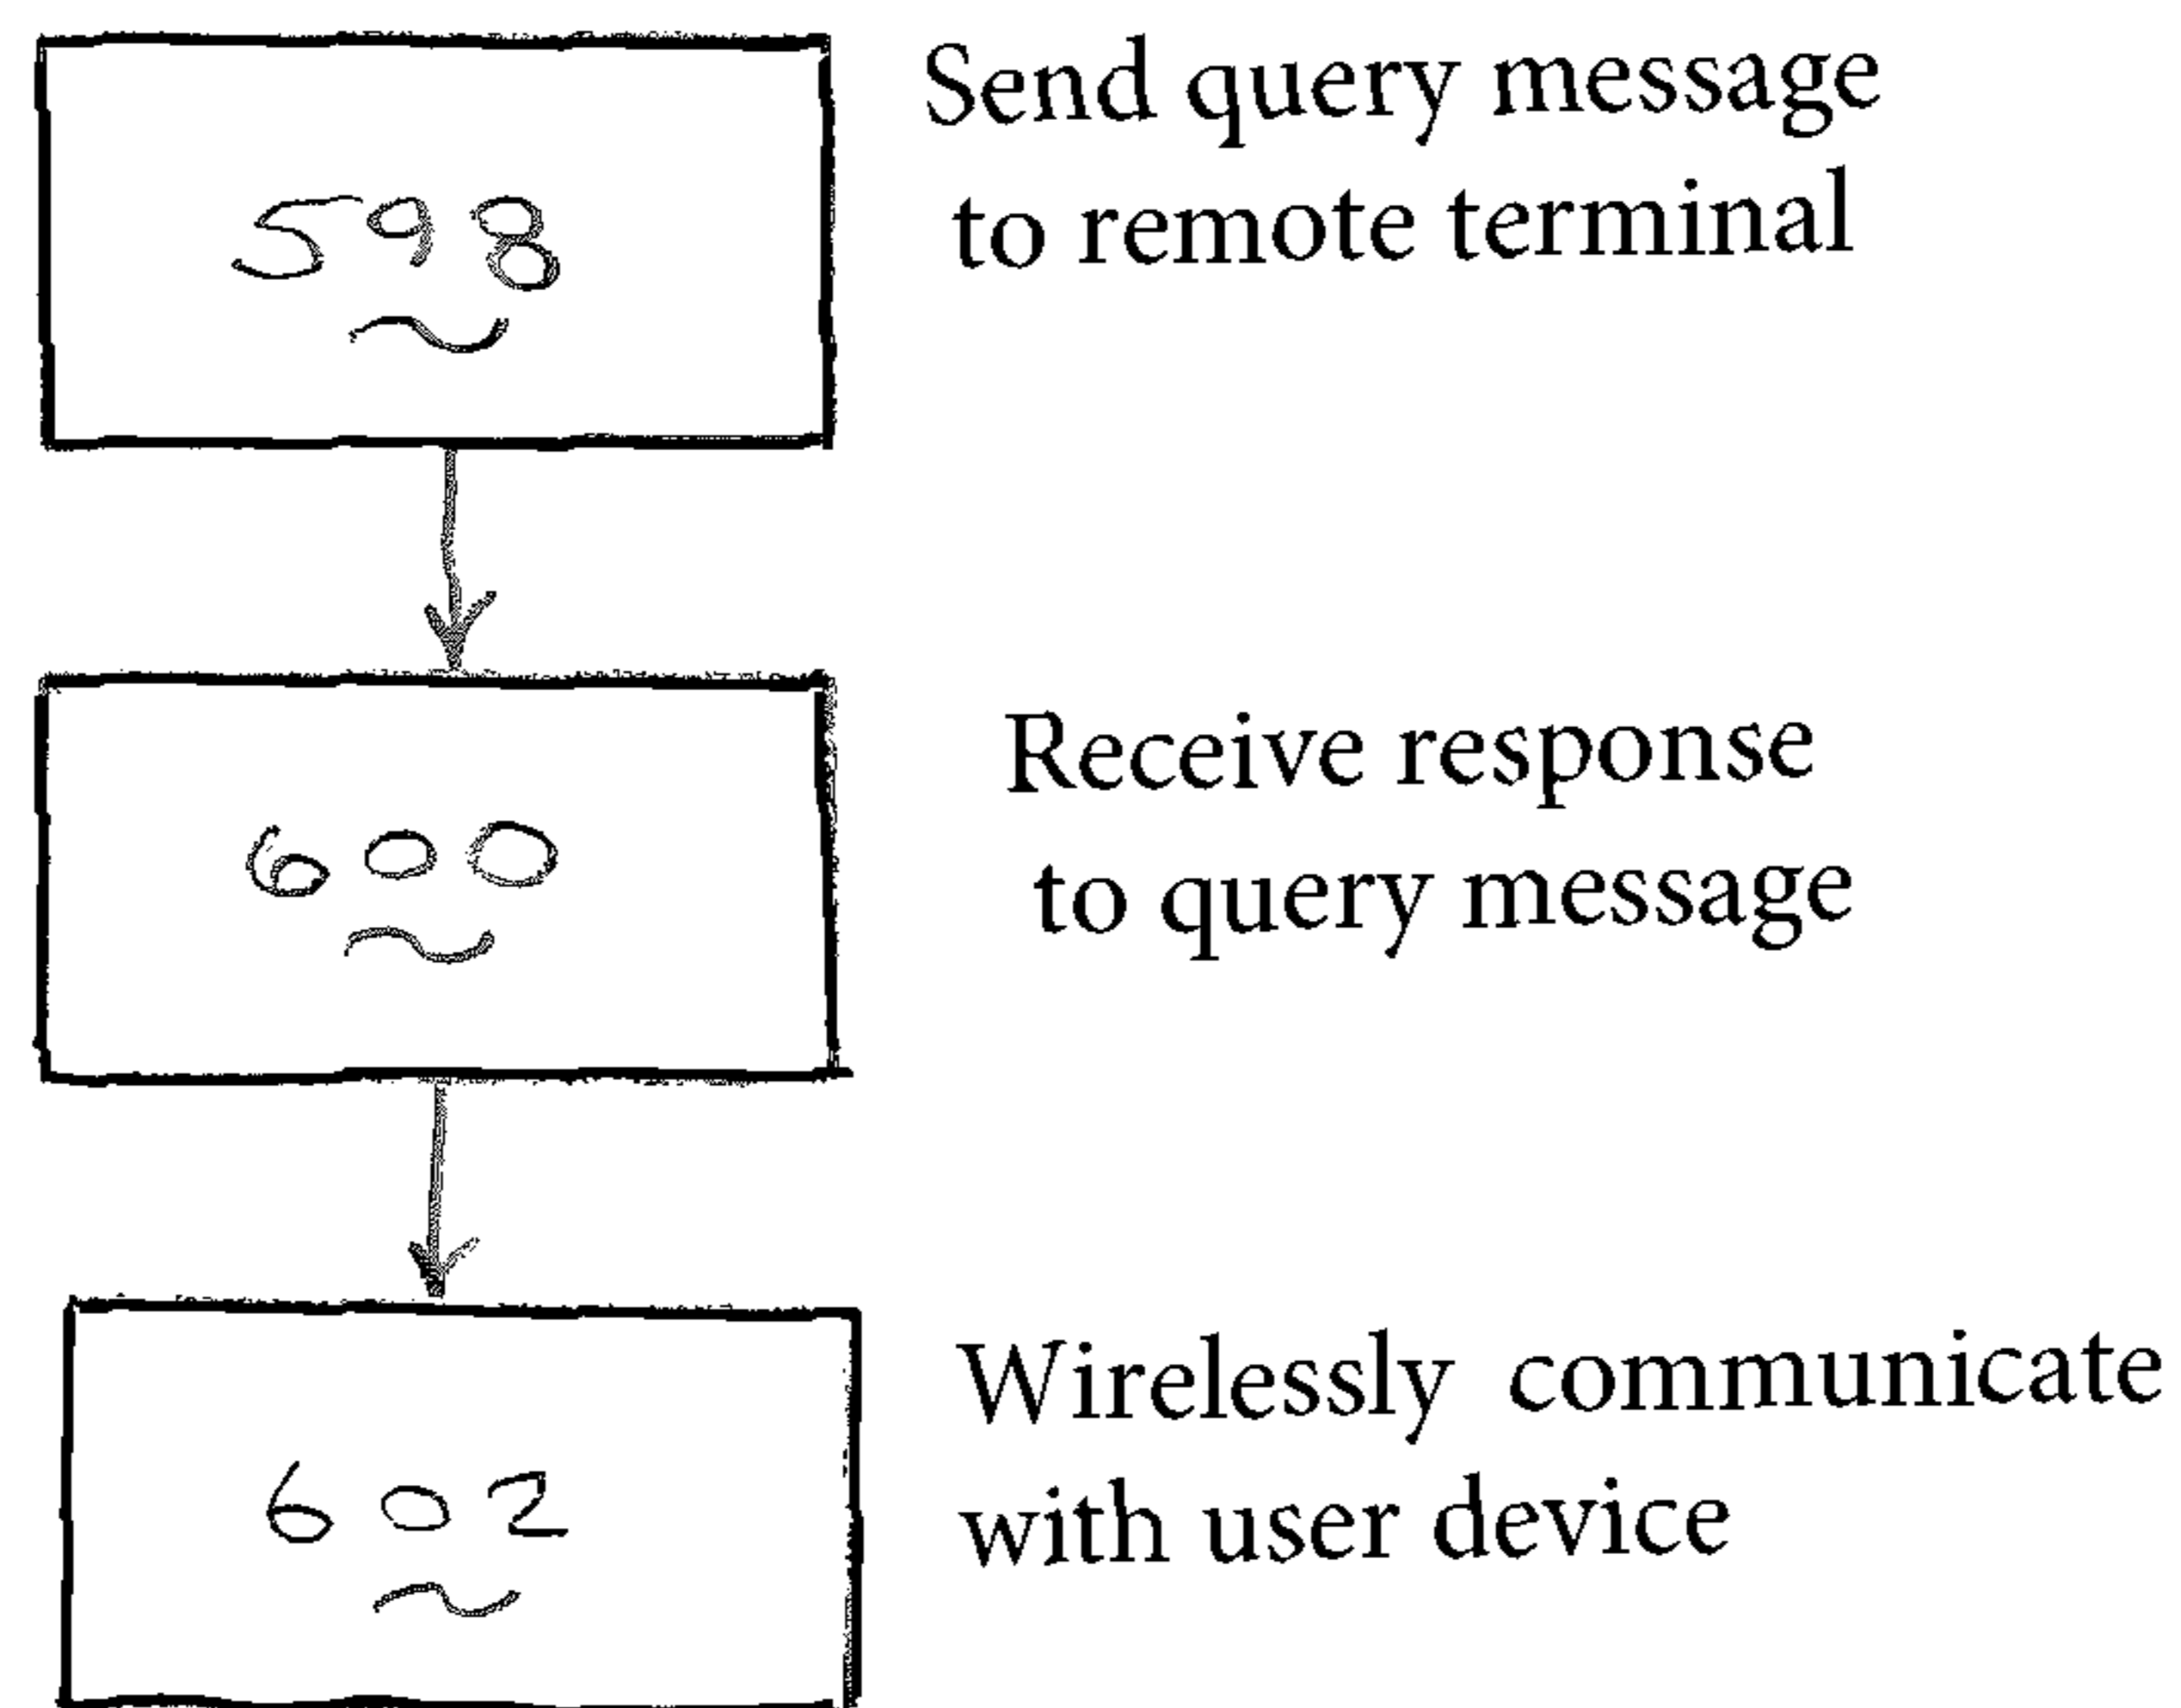 598
Send query message
to remote terminal
600
Receive response
to query message
602
Wirelessly communicate
with user device